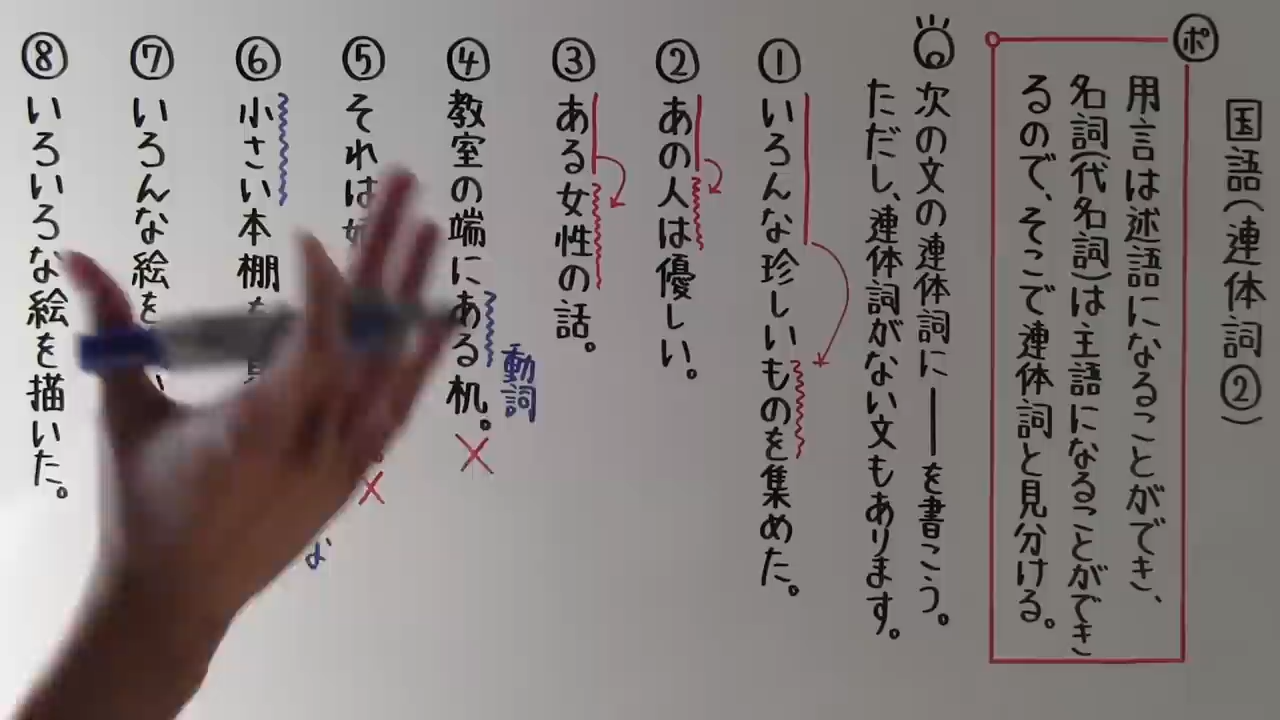 国語（連体詞②）
ポ
用言は述語になることができ、
名詞（代名詞）は主語になることができ
るので、そこで連体詞と見分ける。
次の文の連体詞に――を書こう。
ただし、連体詞がない文もあります。
① いろんな珍しいものを集めた。
② あの人は優しい。
③ ある女性の話。
④ 教室の端にある机。
動詞
×
⑤ それは
×
⑥ 小さい本棚
⑦ いろんな絵を
⑧ いろいろな絵を描いた。